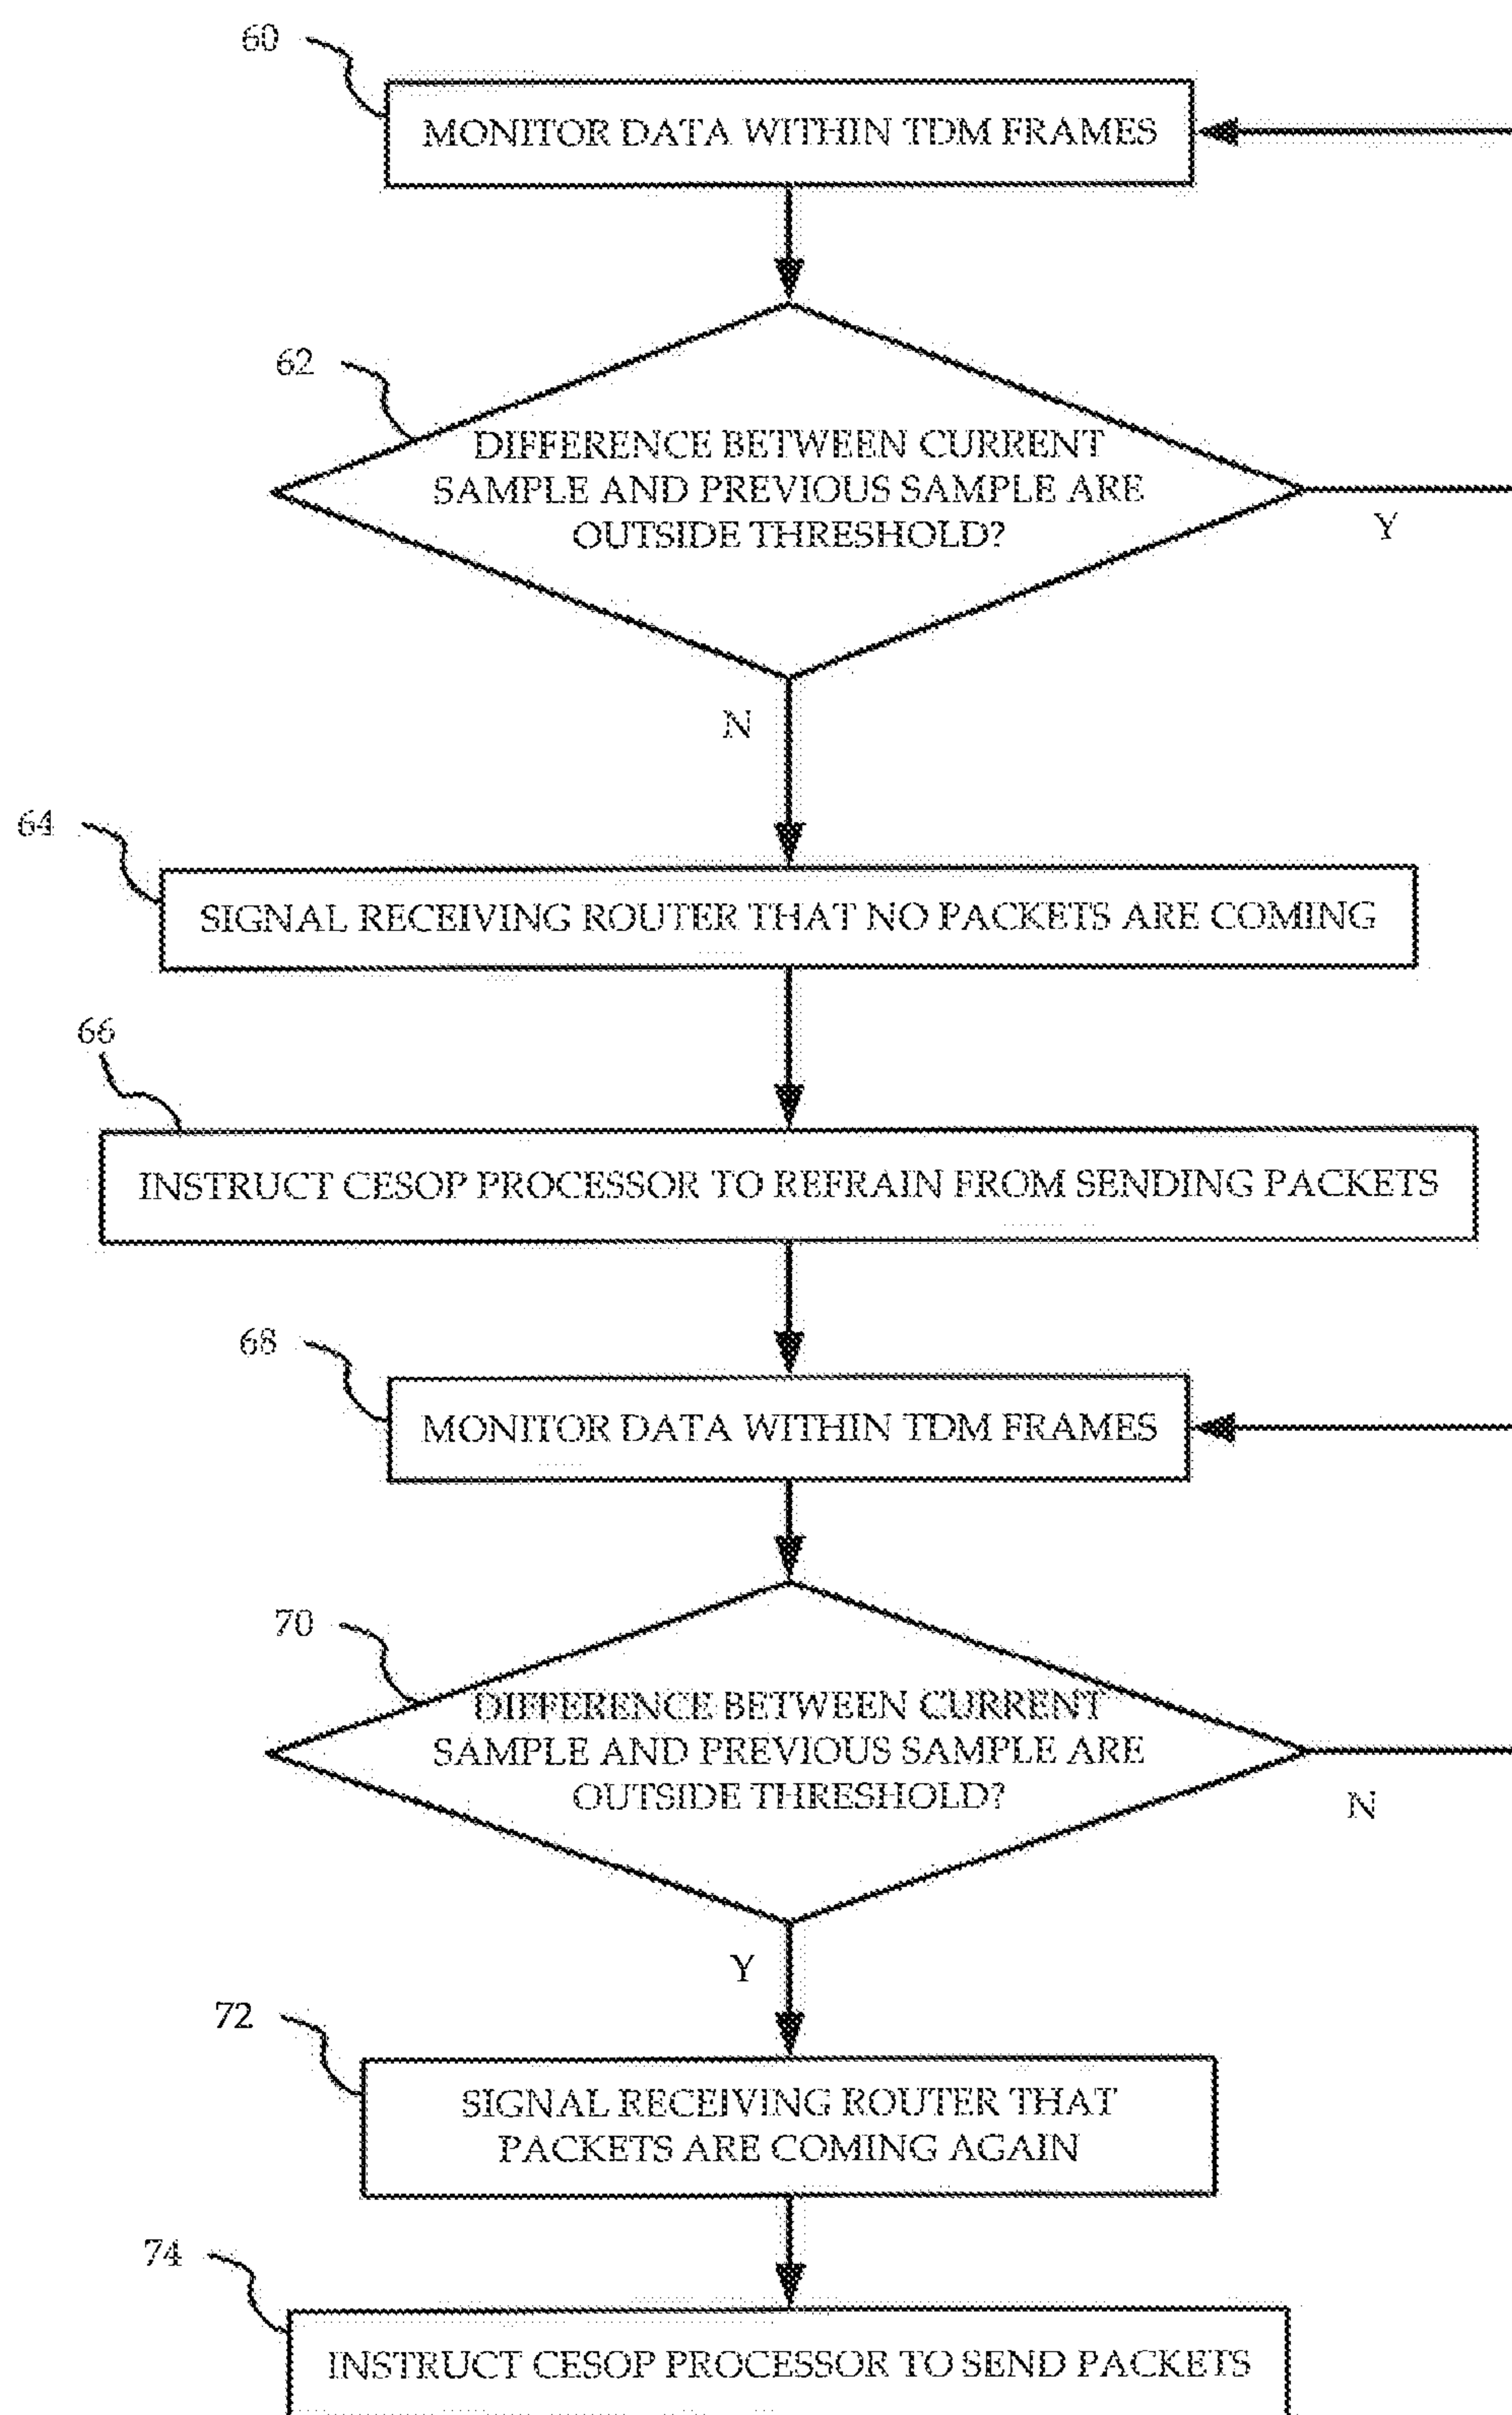 60
MONITOR DATA WITHIN TDM FRAMES
62
DIFFERENCE BETWEEN CURRENT
SAMPLE AND PREVIOUS SAMPLE ARE
OUTSIDE THRESHOLD?
Y
N
64
SIGNAL RECEIVING ROUTER THAT NO PACKETS ARE COMING
66
INSTRUCT CESOP PROCESSOR TO REFRAIN FROM SENDING PACKETS
68
MONITOR DATA WITHIN TDM FRAMES
70
DIFFERENCE BETWEEN CURRENT
SAMPLE AND PREVIOUS SAMPLE ARE
OUTSIDE THRESHOLD?
N
Y
72
SIGNAL RECEIVING ROUTER THAT
PACKETS ARE COMING AGAIN
74
INSTRUCT CESOP PROCESSOR TO SEND PACKETS